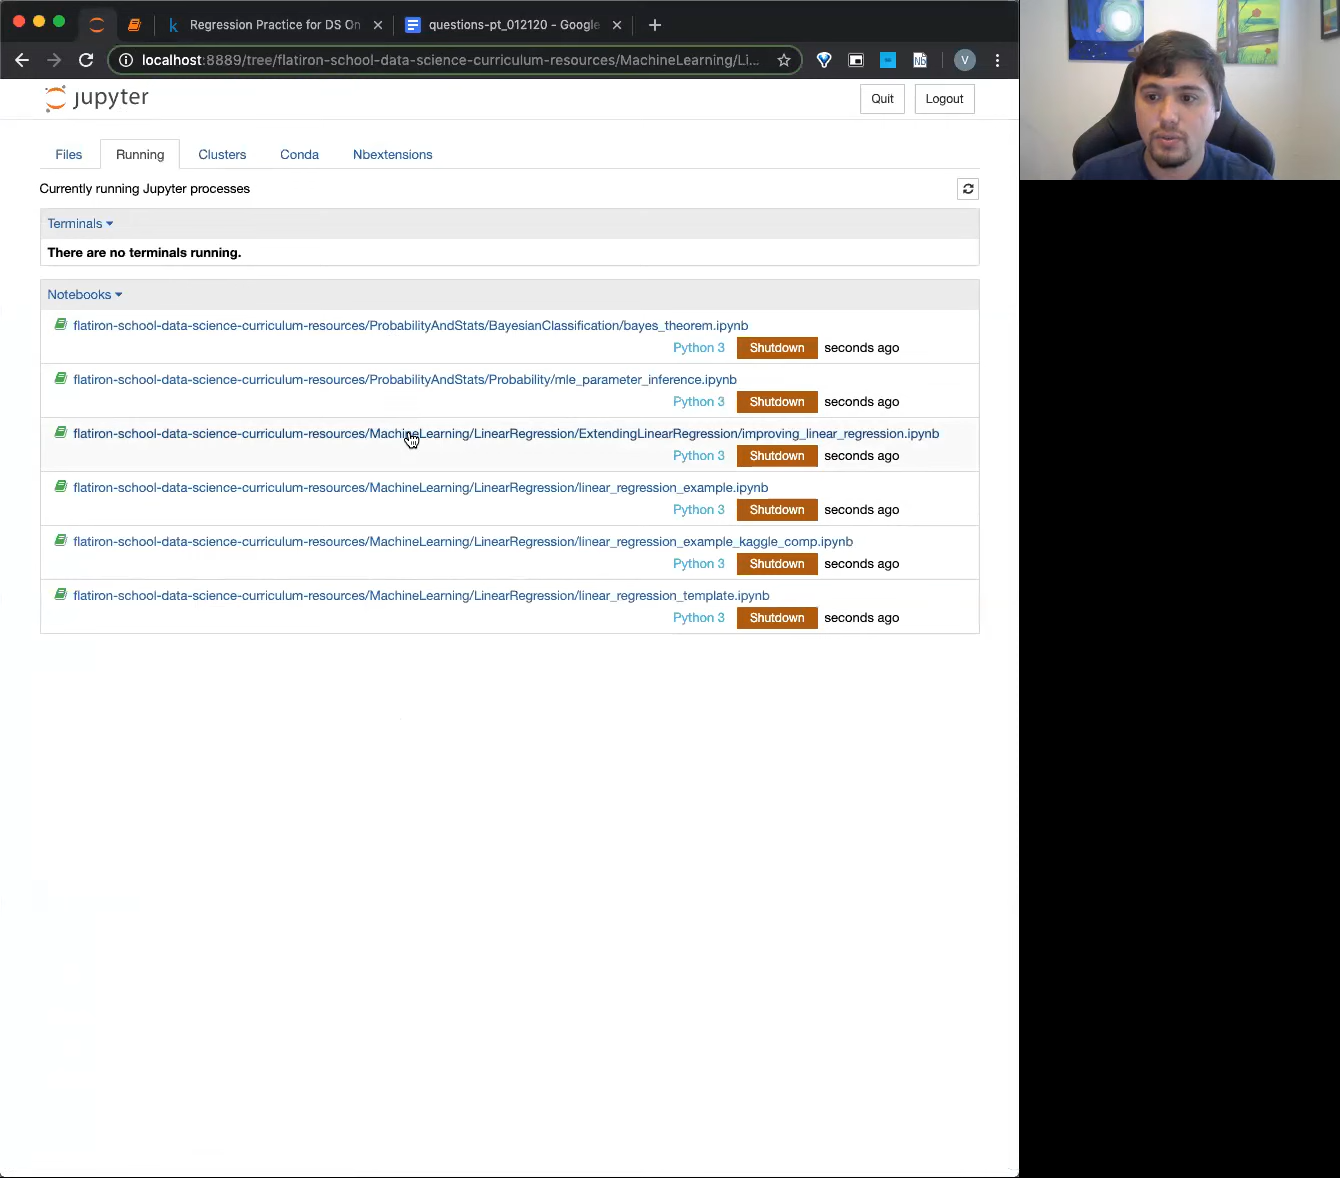 Regression Practice for DS On
questions-pt_012120 - Google
localhost:8889/tree/flatiron-school-data-science-curriculum-resources/MachineLearning/Li...
V
jupyter
Quit
Logout
Files
Running
Clusters
Conda
Nbextensions
Currently running Jupyter processes
Terminals
There are no terminals running.
Notebooks
flatiron-school-data-science-curriculum-resources/ProbabilityAndStats/BayesianClassification/bayes_theorem.ipynb
Python 3 Shutdown seconds ago
flatiron-school-data-science-curriculum-resources/ProbabilityAndStats/Probability/mle_parameter_inference.ipynb
Python 3 Shutdown seconds ago
flatiron-school-data-science-curriculum-resources/MachineLearning/LinearRegression/ExtendingLinearRegression/improving_linear_regression.ipynb
Python 3 Shutdown seconds ago
flatiron-school-data-science-curriculum-resources/MachineLearning/LinearRegression/linear_regression_example.ipynb
Python 3 Shutdown seconds ago
flatiron-school-data-science-curriculum-resources/MachineLearning/LinearRegression/linear_regression_example_kaggle_comp.ipynb
Python 3 Shutdown seconds ago
flatiron-school-data-science-curriculum-resources/MachineLearning/LinearRegression/linear_regression_template.ipynb
Python 3 Shutdown seconds ago